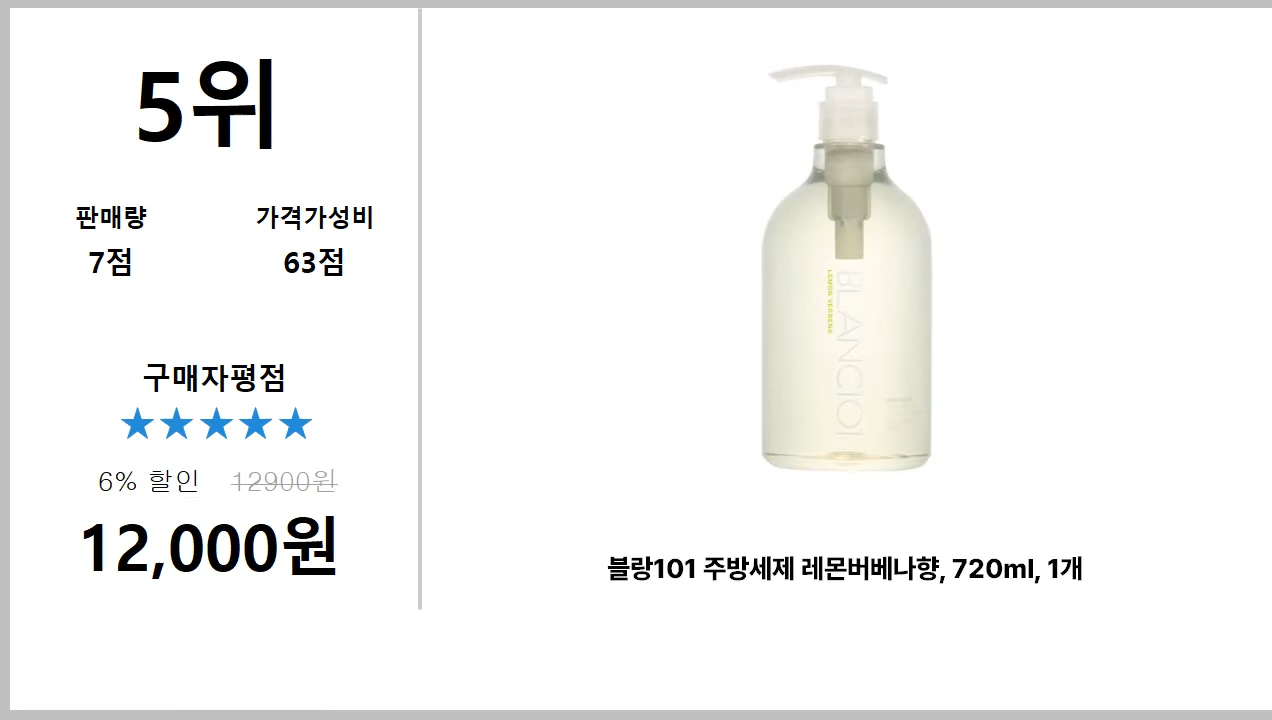 5위
판매량 가격가성비
7점 63점
구매자평점
6% 할인 12900원
12,000원
BLANC101
LEMON VERBENA
블랑101 주방세제 레몬버베나향, 720ml, 1개